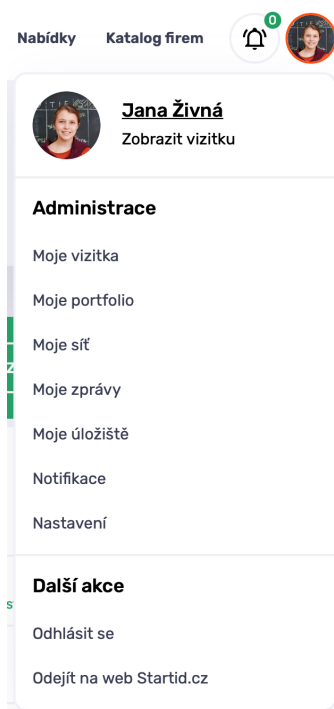 Nabídky Katalog firem 0
Jana Živná
Zobrazit vizitku
Administrace
Moje vizitka
Moje portfolio
Moje síť
Moje zprávy
Moje úložiště
Notifikace
Nastavení
Další akce
Odhlásit se
Odejít na web Startid.cz